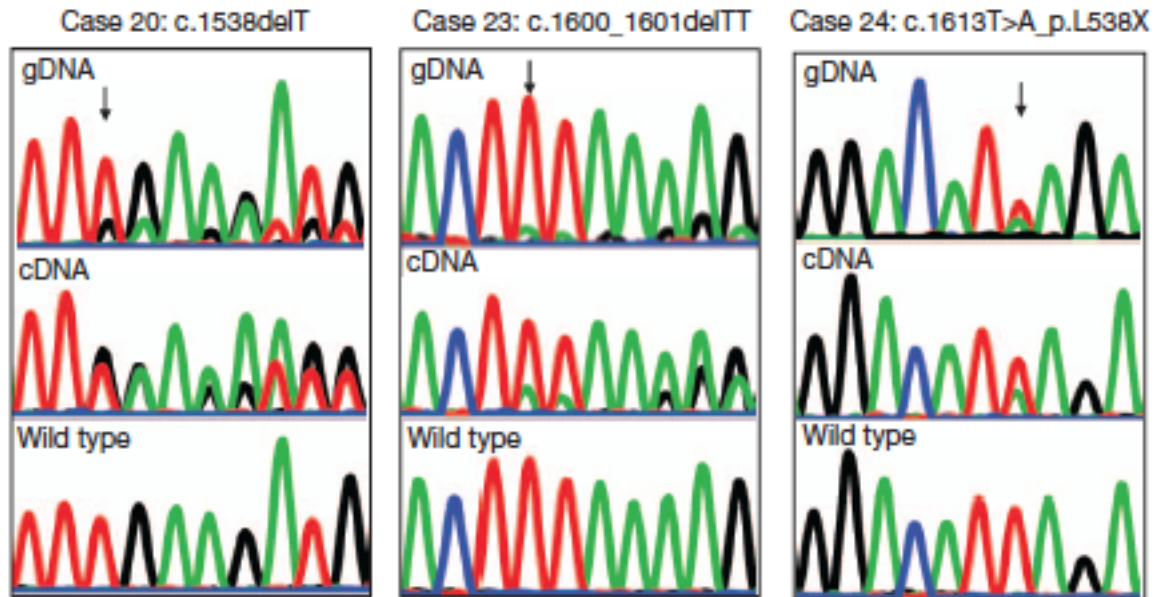 Case 20: c.1538delT
Case 23: c.1600_1601delTT
Case 24: c.1613T>A_p.L538X
gDNA
gDNA
gDNA
cDNA
cDNA
cDNA
Wild type
Wild type
Wild type